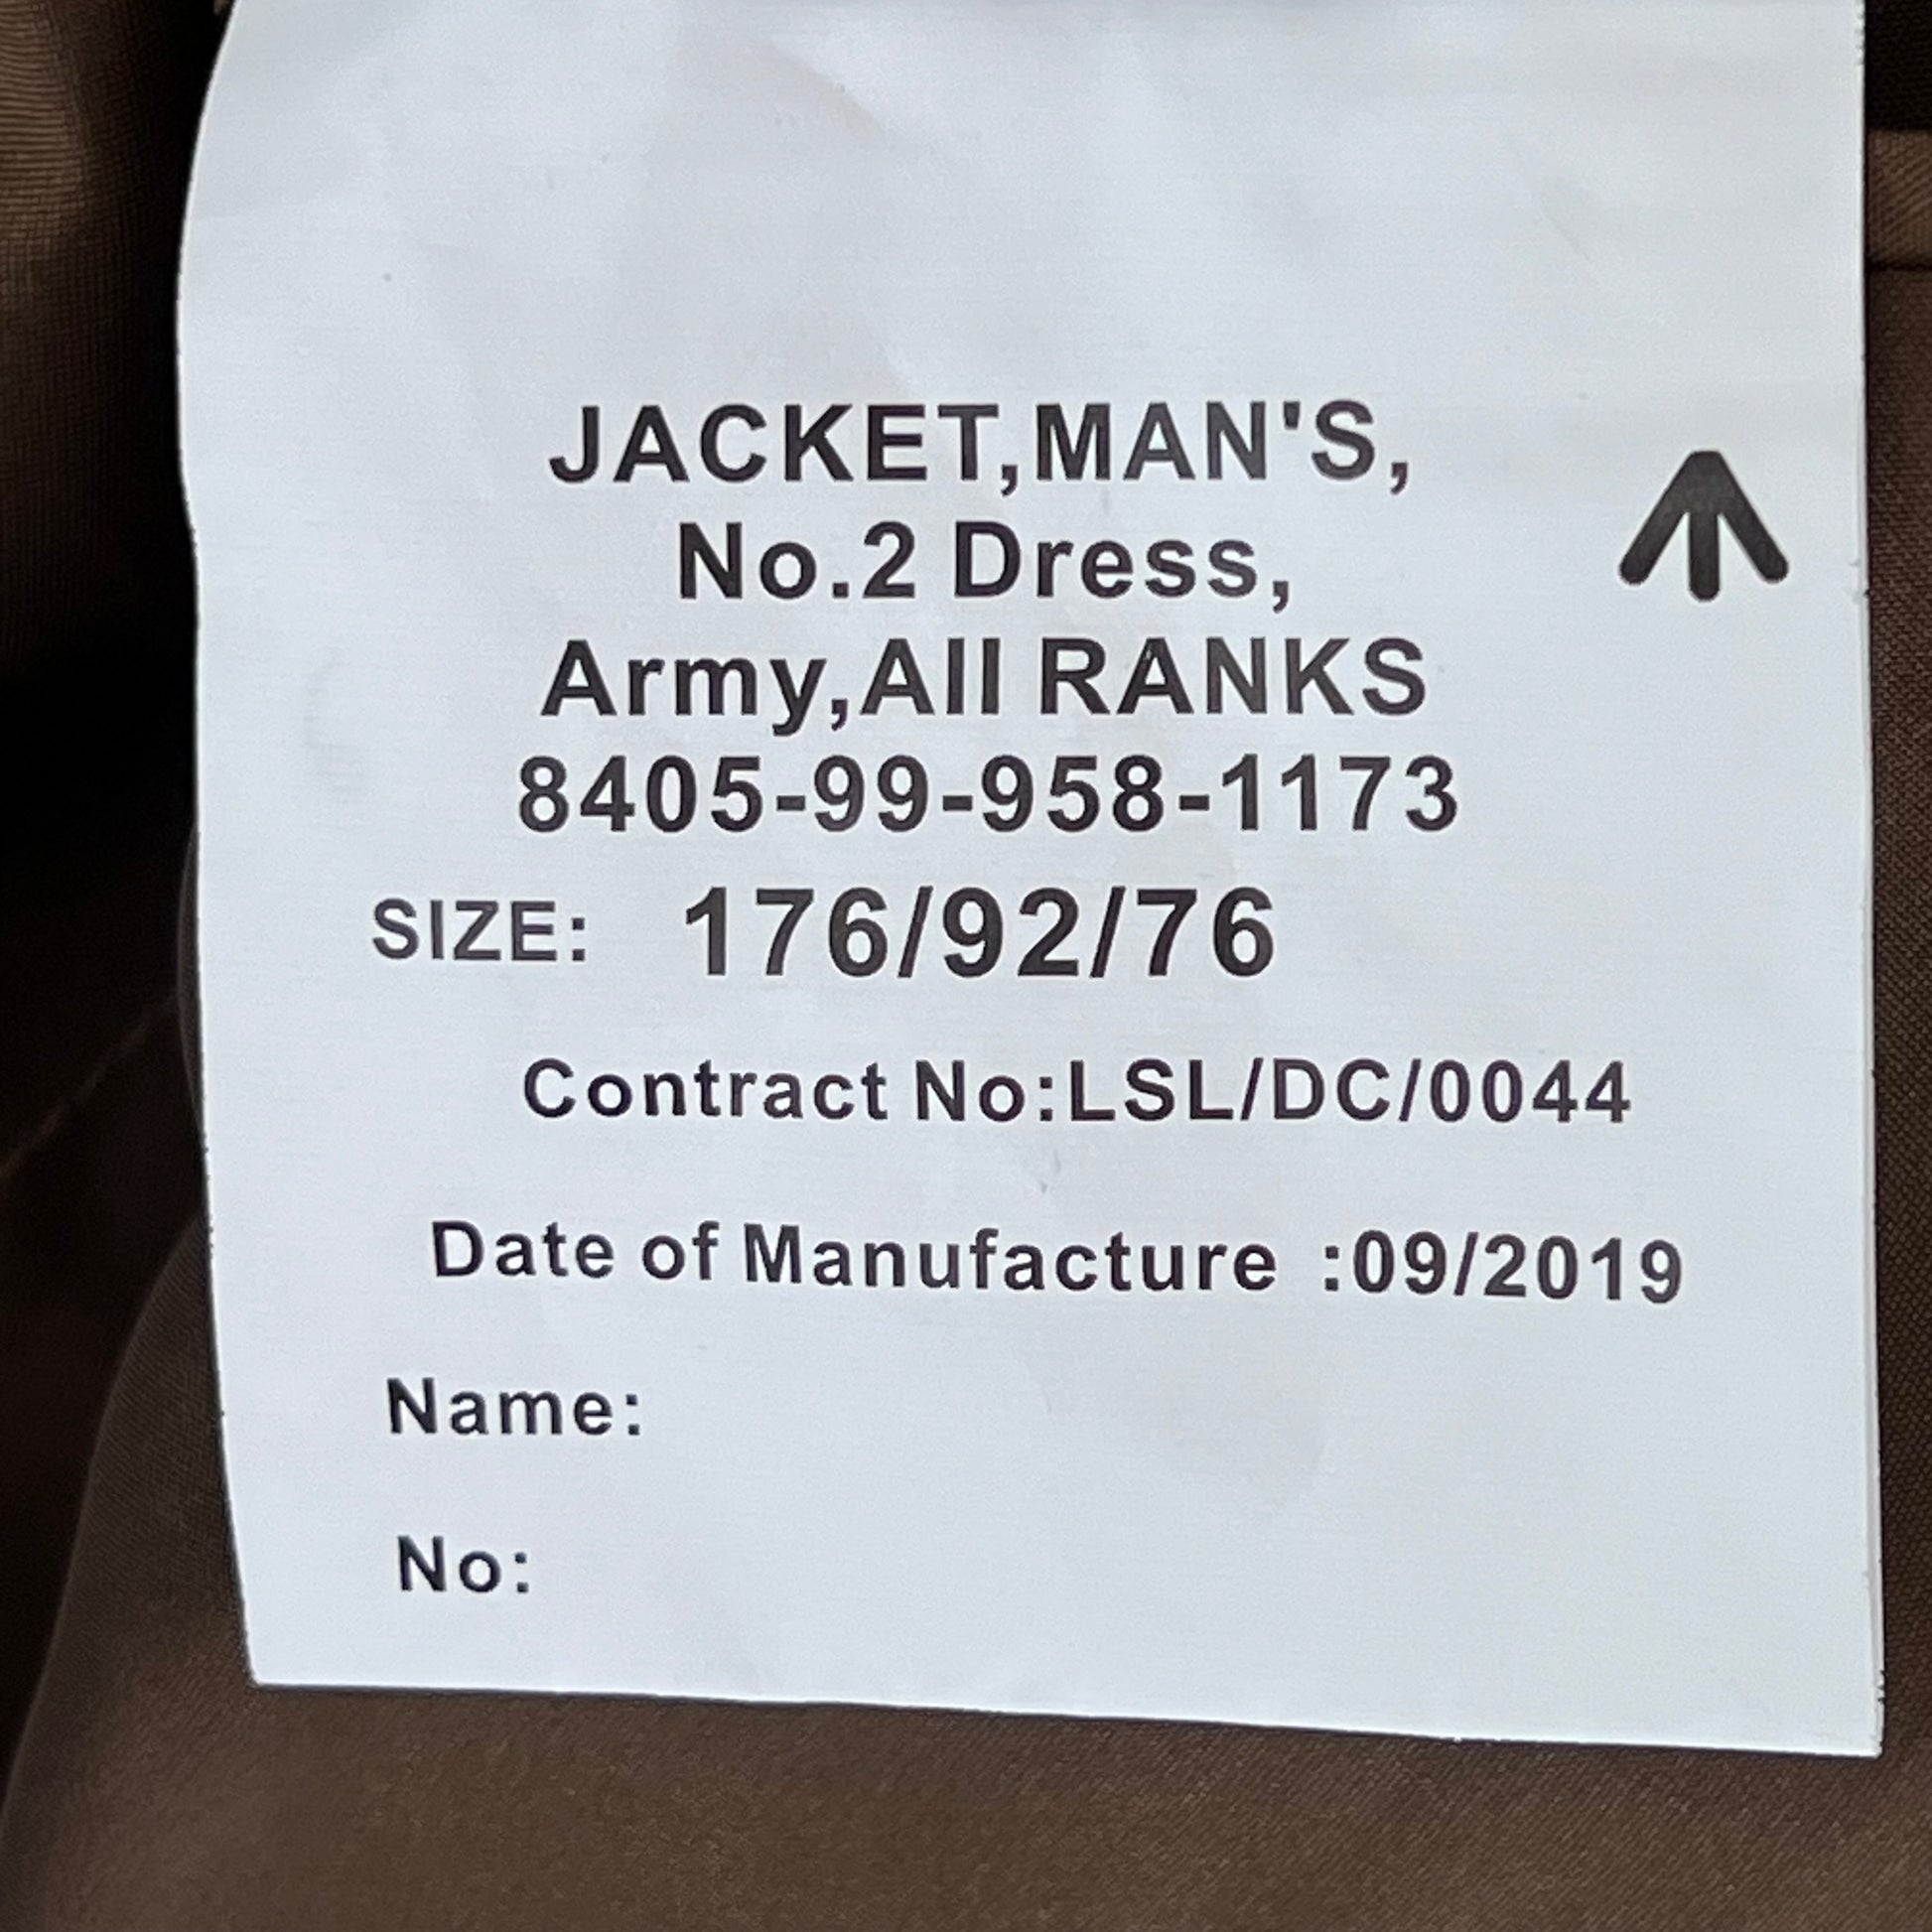 JACKET,MAN'S,
No.2 Dress,
Army,All RANKS
8405-99-958-1173
SIZE: 176/92/76
Contract No:LSL/DC/0044
Date of Manufacture :09/2019
Name:
No: